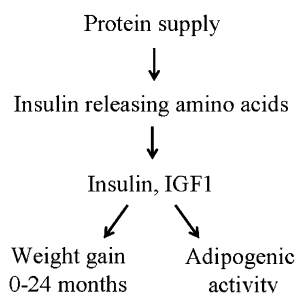 Protein supply
Insulin releasing amino acids
Insulin, IGF1
Weight gain
0-24 months
Adipogenic
activity